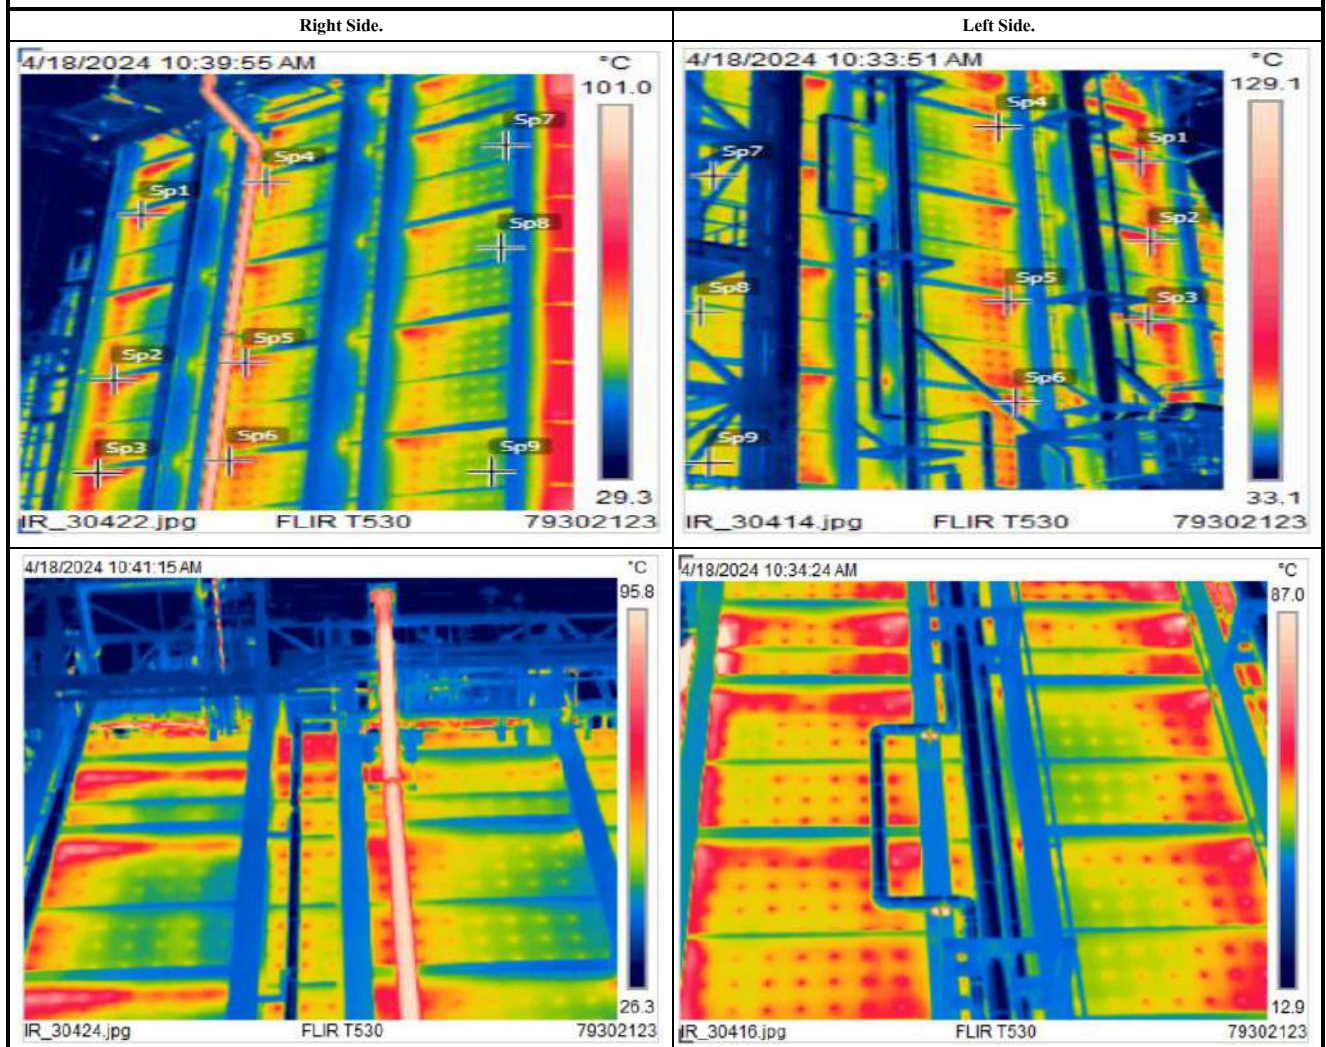 Right Side.
Left Side.
4/18/2024 10:39:55 AM
°C
101.0
Sp7
Sp4
Sp1
Sp8
Sp5
Sp2
Sp6
Sp3
Sp9
29.3
IR_30422.jpg FLIR T530 79302123
4/18/2024 10:33:51 AM
°C
129.1
Sp4
Sp1
Sp7
Sp2
Sp5
Sp8
Sp3
Sp6
Sp9
33.1
IR_30414.jpg FLIR T530 79302123
4/18/2024 10:41:15 AM
°C
95.8
26.3
IR_30424.jpg FLIR T530 79302123
4/18/2024 10:34:24 AM
°C
87.0
12.9
IR_30416.jpg FLIR T530 79302123